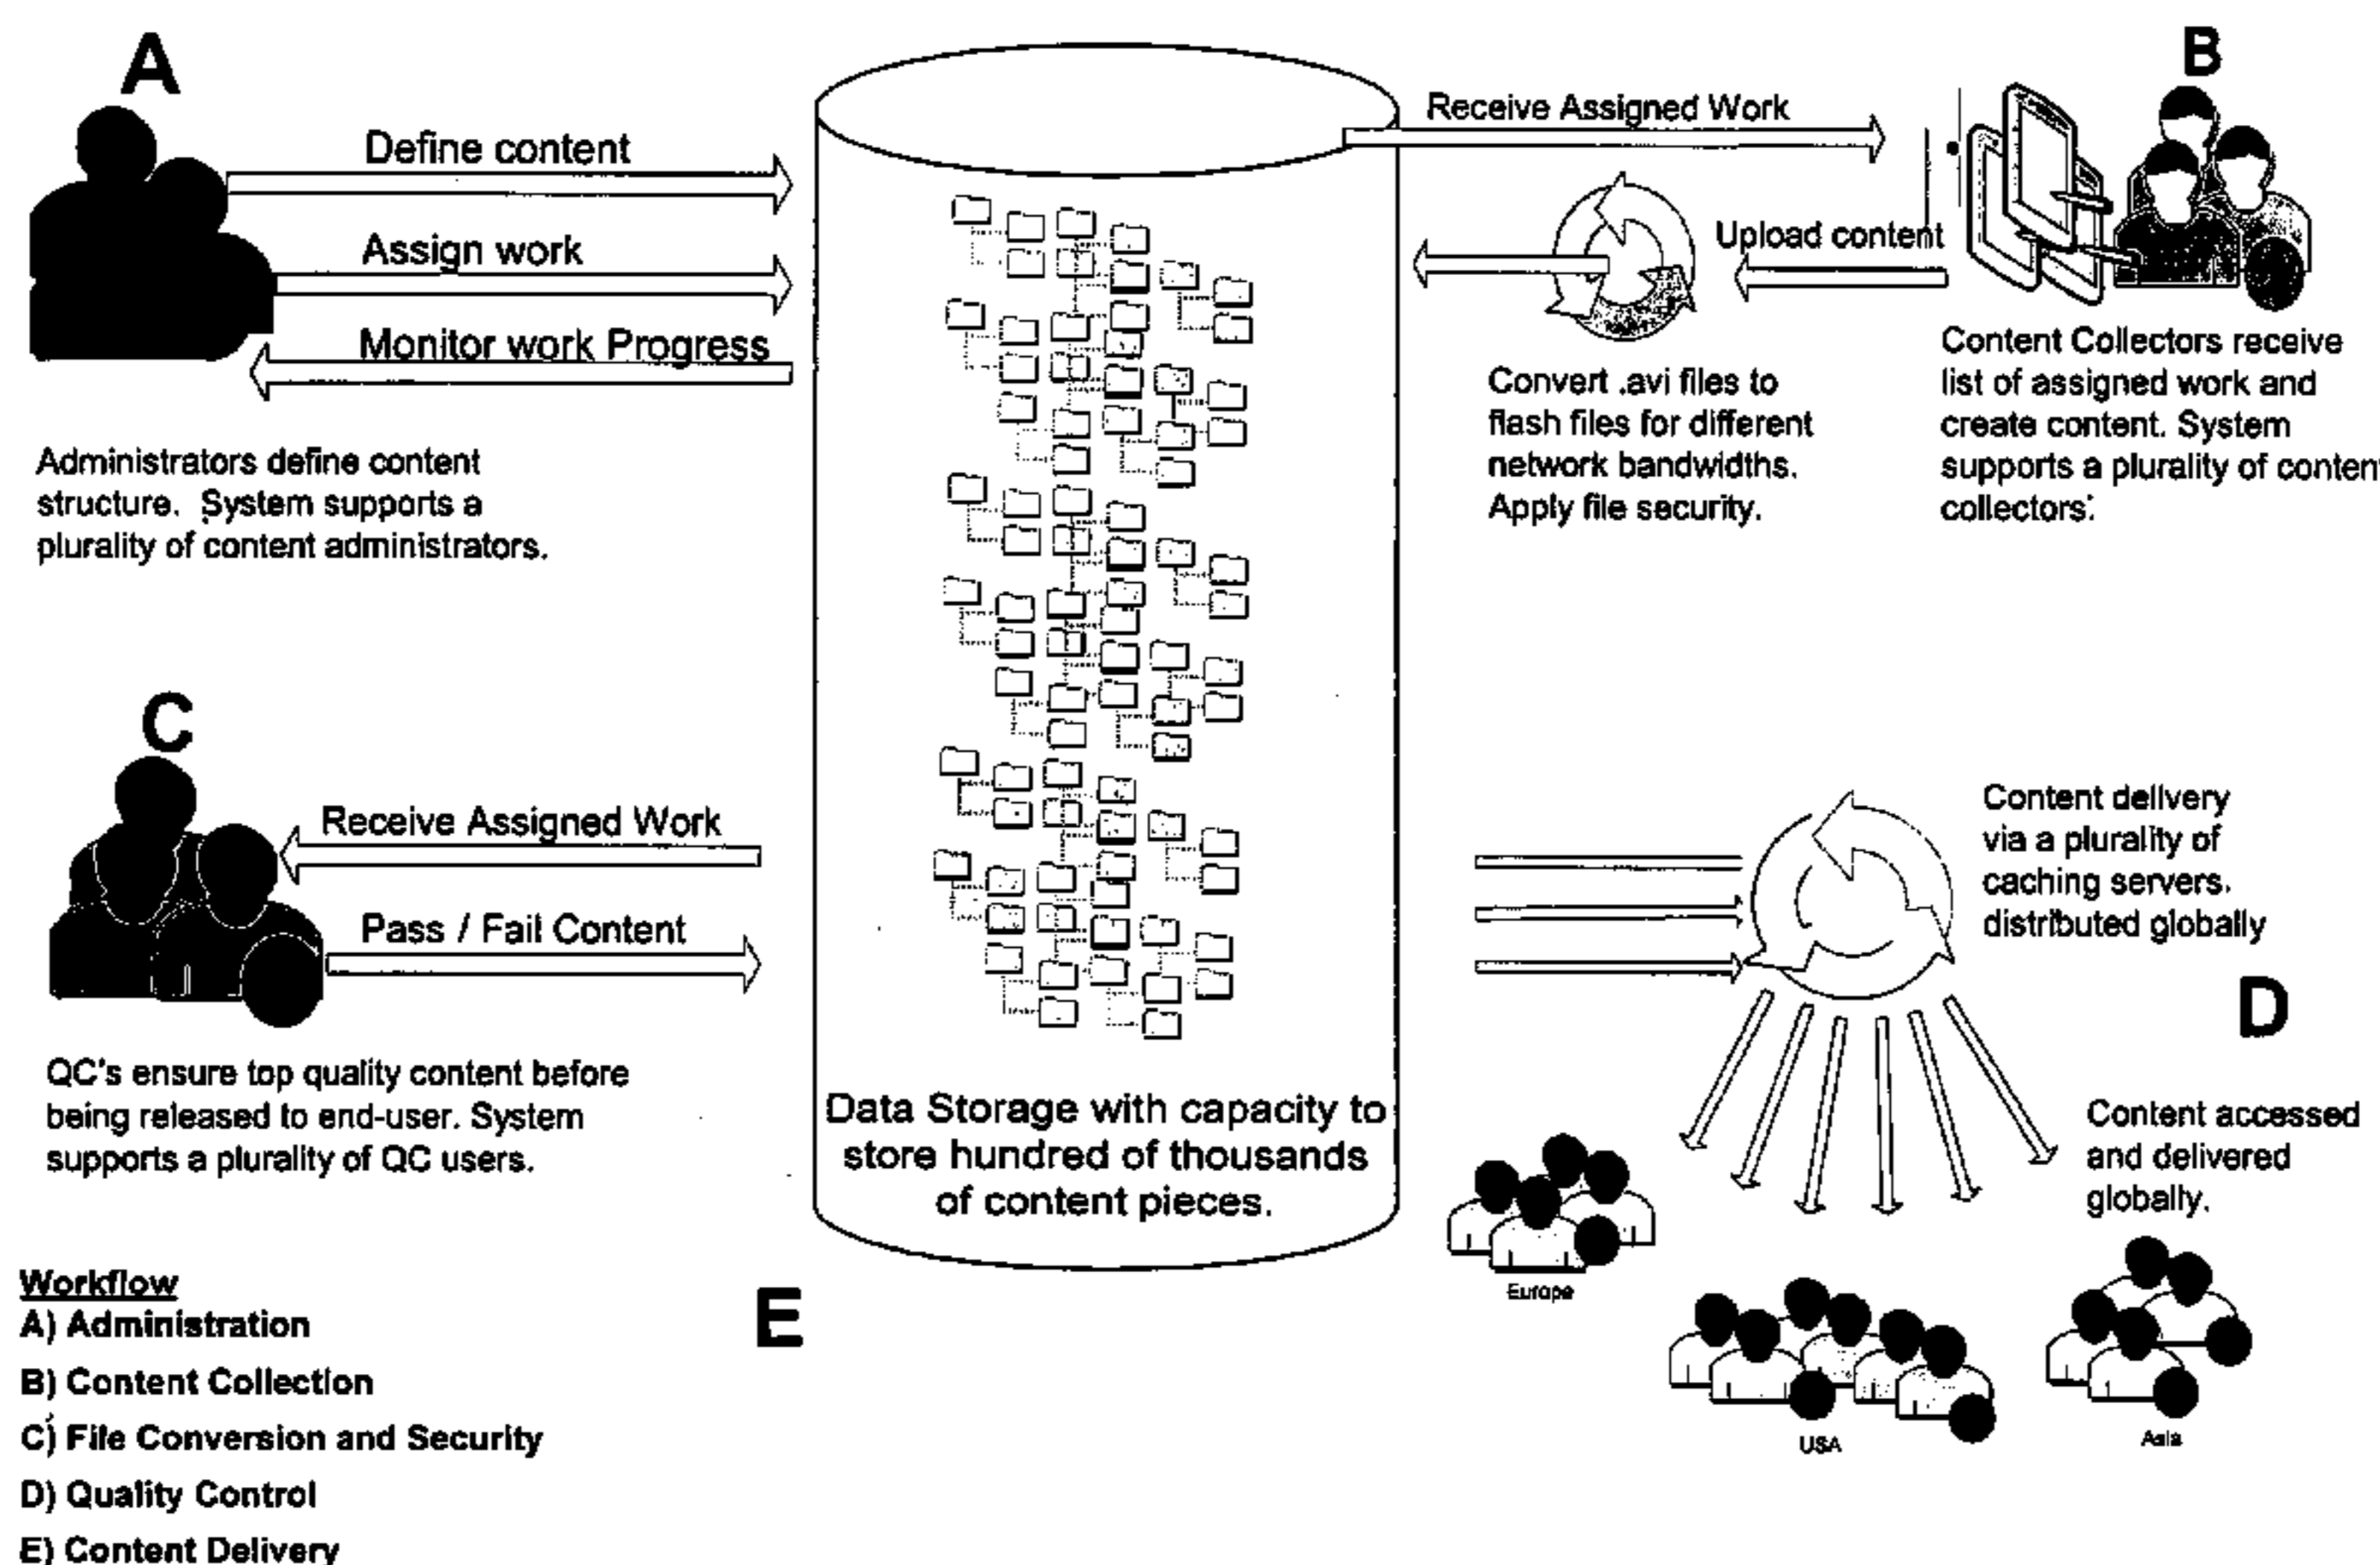 A
Define content
Assign work
Monitor work Progress
Administrators define content
structure. System supports a
plurality of content administrators.
B
Receive Assigned Work
Upload content
Convert .avi files to
flash files for different
network bandwidths.
Apply file security.
Content Collectors receive
list of assigned work and
create content. System
supports a plurality of content
collectors.
C
Receive Assigned Work
Pass / Fail Content
QC's ensure top quality content before
being released to end-user. System
supports a plurality of QC users.
Data Storage with capacity to
store hundred of thousands
of content pieces.
Content delivery
via a plurality of
caching servers.
distributed globally
D
Content accessed
and delivered
globally.
Europe
USA
Asia
E
Workflow
A) Administration
B) Content Collection
C) File Conversion and Security
D) Quality Control
E) Content Delivery